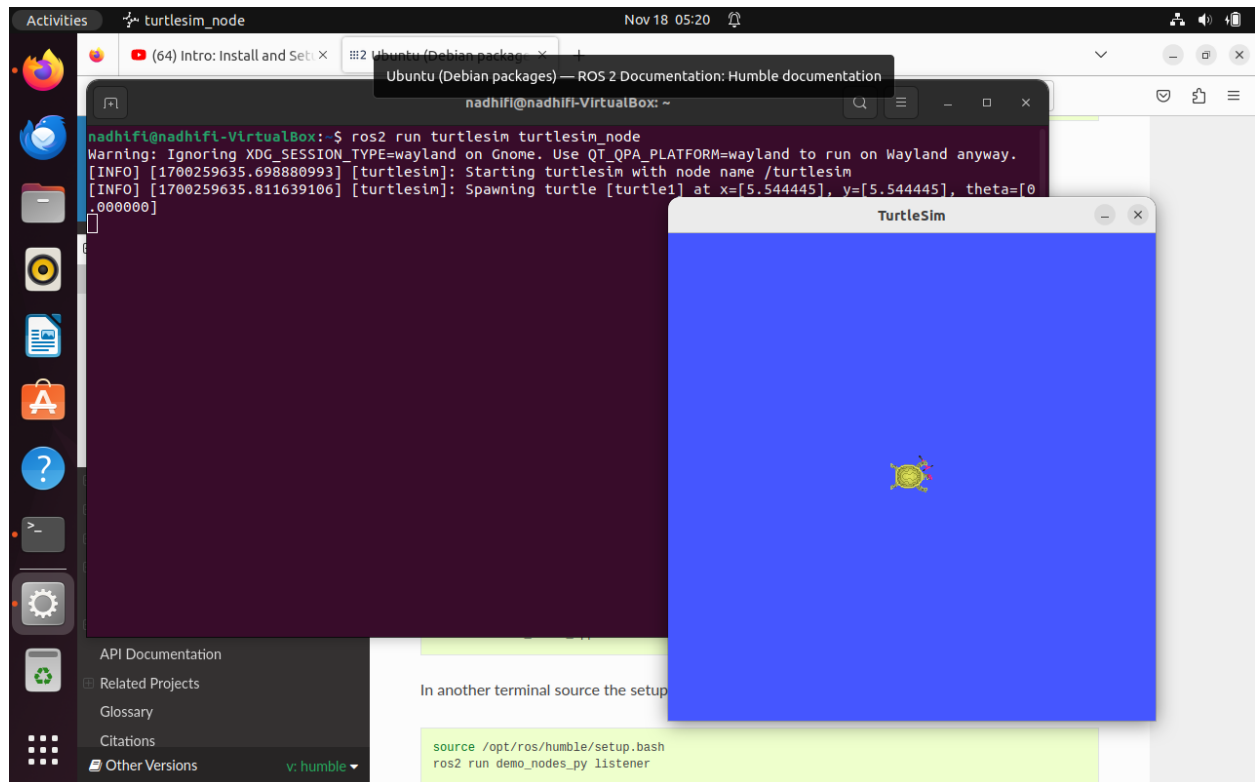 Activities
turtlesim_node
Nov 18 05:20
(64) Intro: Install and Set
2 Ubuntu (Debian package
Ubuntu (Debian packages) — ROS 2 Documentation: Humble documentation
nadhifi@nadhifi-VirtualBox: ~
nadhifi@nadhifi-VirtualBox:~$ ros2 run turtlesim turtlesim_node
Warning: Ignoring XDG_SESSION_TYPE=wayland on Gnome. Use QT_QPA_PLATFORM=wayland to run on Wayland anyway.
[INFO] [1700259635.698880993] [turtlesim]: Starting turtlesim with node name /turtlesim
[INFO] [1700259635.811639106] [turtlesim]: Spawning turtle [turtle1] at x=[5.544445], y=[5.544445], theta=[0
.000000]
TurtleSim
API Documentation
Related Projects
Glossary
Citations
Other Versions
v: humble
In another terminal source the setup
source /opt/ros/humble/setup.bash
ros2 run demo_nodes_py listener